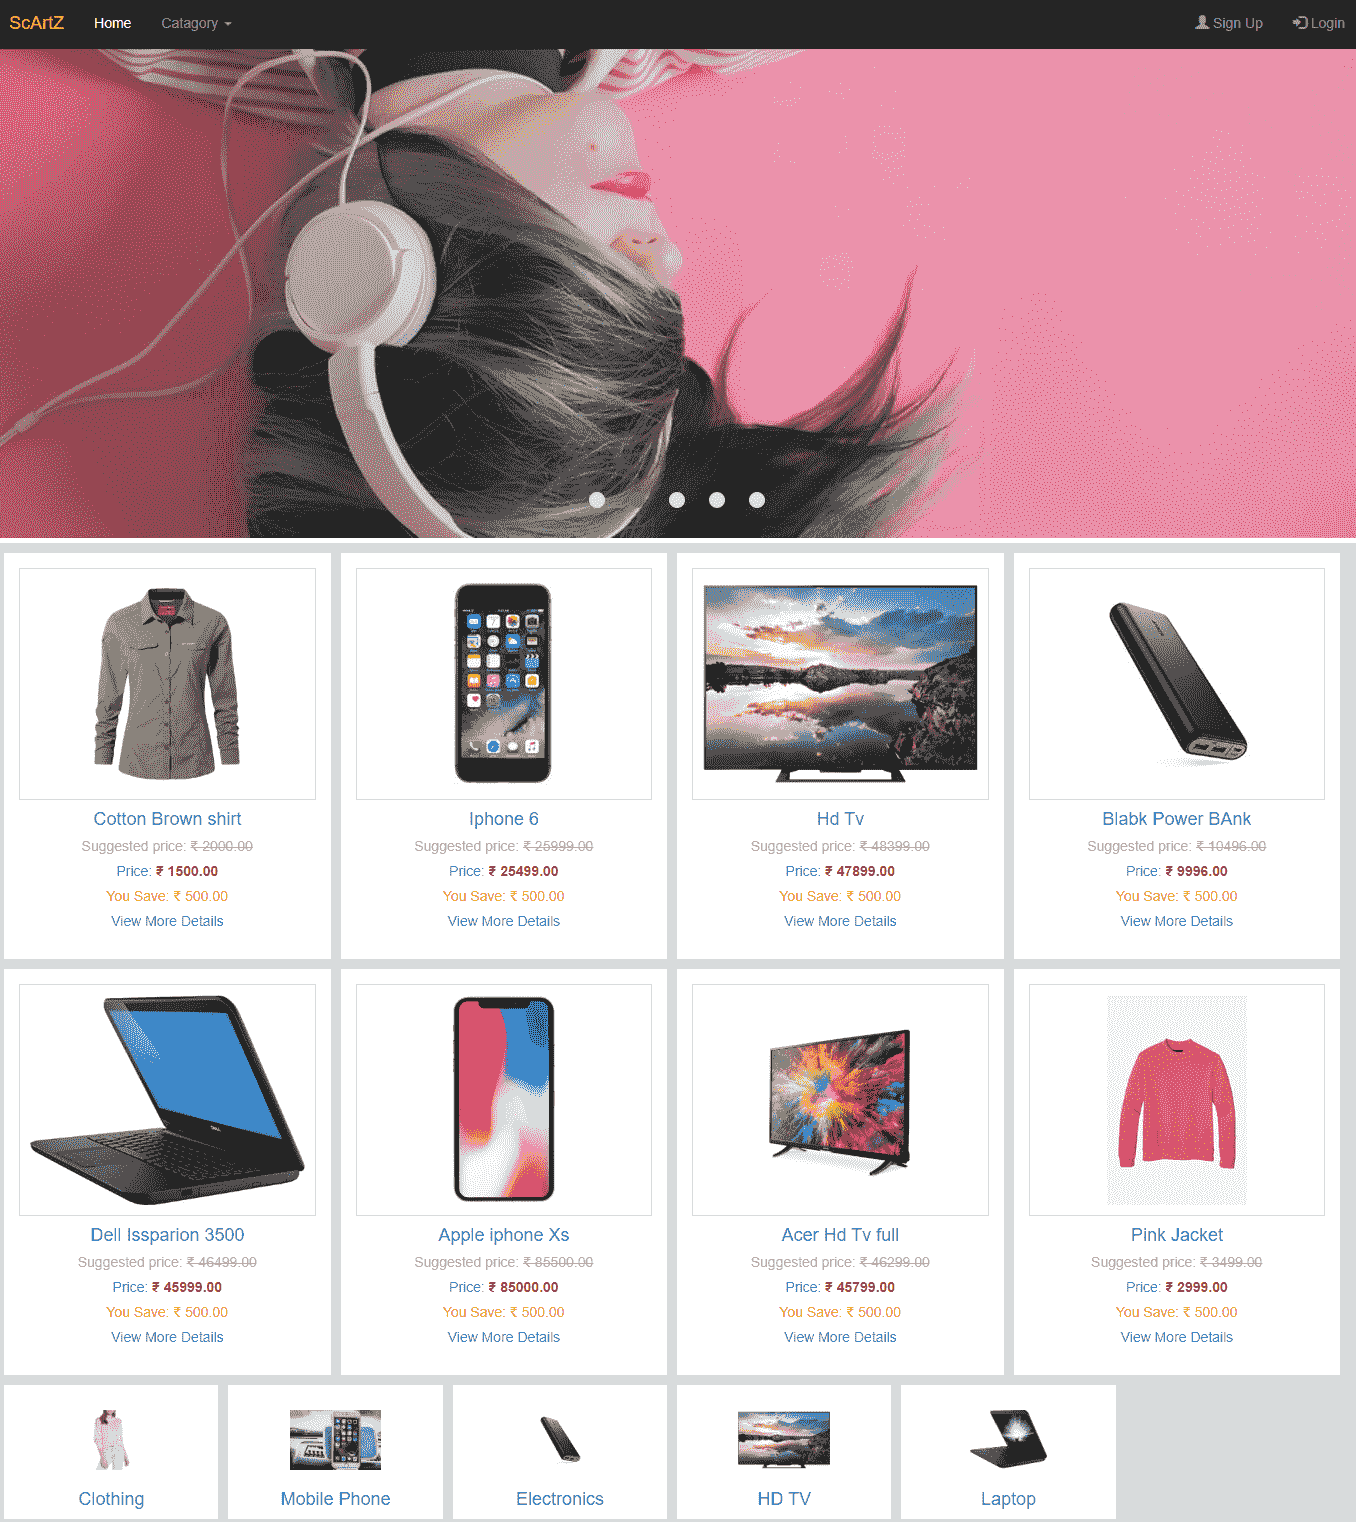 ScArtZ Home Catagory Sign Up Login
Cotton Brown shirt
Suggested price: ₹ 2000.00
Price: ₹ 1500.00
You Save: ₹ 500.00
View More Details
Iphone 6
Suggested price: ₹ 25999.00
Price: ₹ 25499.00
You Save: ₹ 500.00
View More Details
Hd Tv
Suggested price: ₹ 48399.00
Price: ₹ 47899.00
You Save: ₹ 500.00
View More Details
Blabk Power BAnk
Suggested price: ₹ 10496.00
Price: ₹ 9996.00
You Save: ₹ 500.00
View More Details
Dell Issparion 3500
Suggested price: ₹ 46499.00
Price: ₹ 45999.00
You Save: ₹ 500.00
View More Details
Apple iphone Xs
Suggested price: ₹ 85500.00
Price: ₹ 85000.00
You Save: ₹ 500.00
View More Details
Acer Hd Tv full
Suggested price: ₹ 46299.00
Price: ₹ 45799.00
You Save: ₹ 500.00
View More Details
Pink Jacket
Suggested price: ₹ 3499.00
Price: ₹ 2999.00
You Save: ₹ 500.00
View More Details
Clothing
Mobile Phone
Electronics
HD TV
Laptop